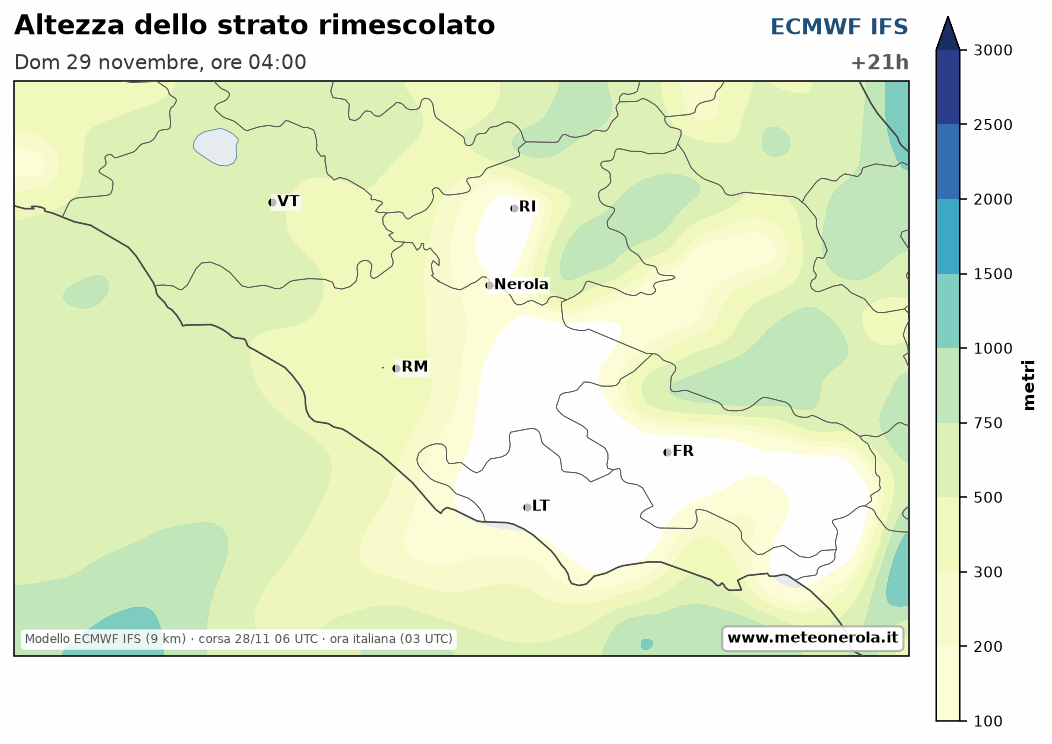 Altezza dello strato rimescolato
ECMWF IFS
Dom 29 novembre, ore 04:00
+21h
3000
2500
2000
1500
1000
750
500
300
200
100
metri
VT
RI
Nerola
RM
FR
LT
Modello ECMWF IFS (9 km) · corsa 28/11 06 UTC · ora italiana (03 UTC)
www.meteonerola.it